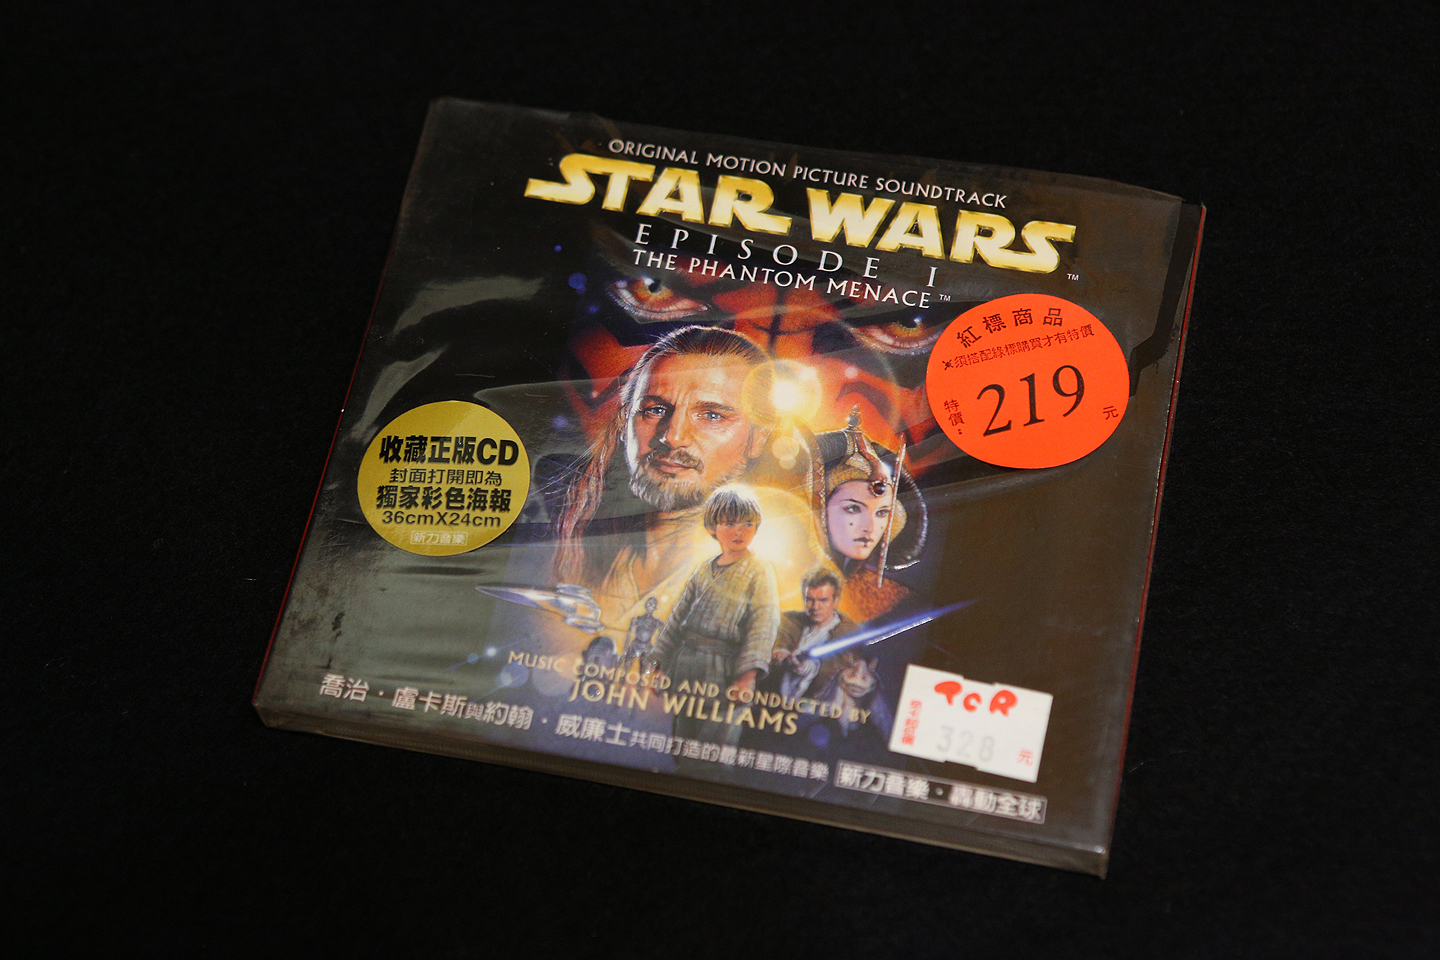 ORIGINAL MOTION PICTURE SOUNDTRACK
STAR WARS
EPISODE I
THE PHANTOM MENACE™
™
紅標商品
※須搭配綠標購買才有特價
特價:
219
元
收藏正版CD
封面打開即為
獨家彩色海報
36cmX24cm
新力音樂
MUSIC COMPOSED AND CONDUCTED BY
JOHN WILLIAMS
TCR
328
元
喬治・盧卡斯與約翰・威廉士共同打造的最新星際音樂
新力音樂・轟動全球